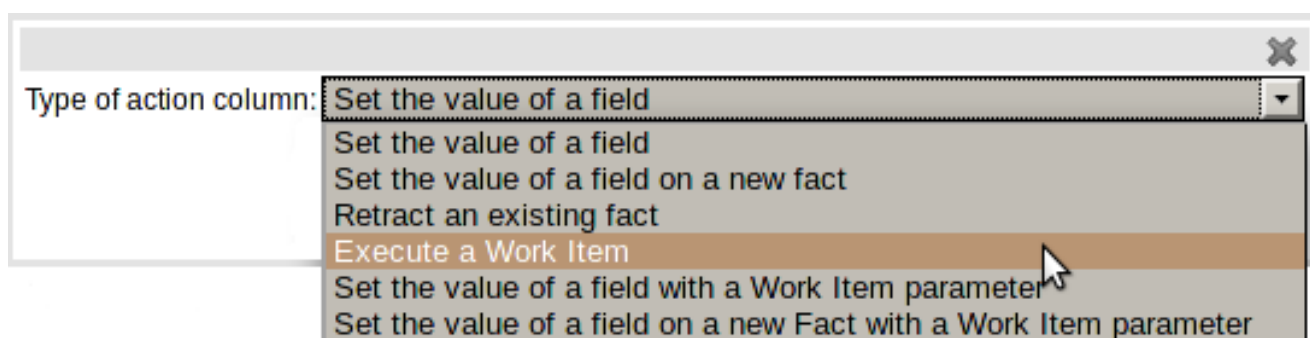 Type of action column: Set the value of a field
Set the value of a field
Set the value of a field on a new fact
Retract an existing fact
Execute a Work Item
Set the value of a field with a Work Item parameter
Set the value of a field on a new Fact with a Work Item parameter